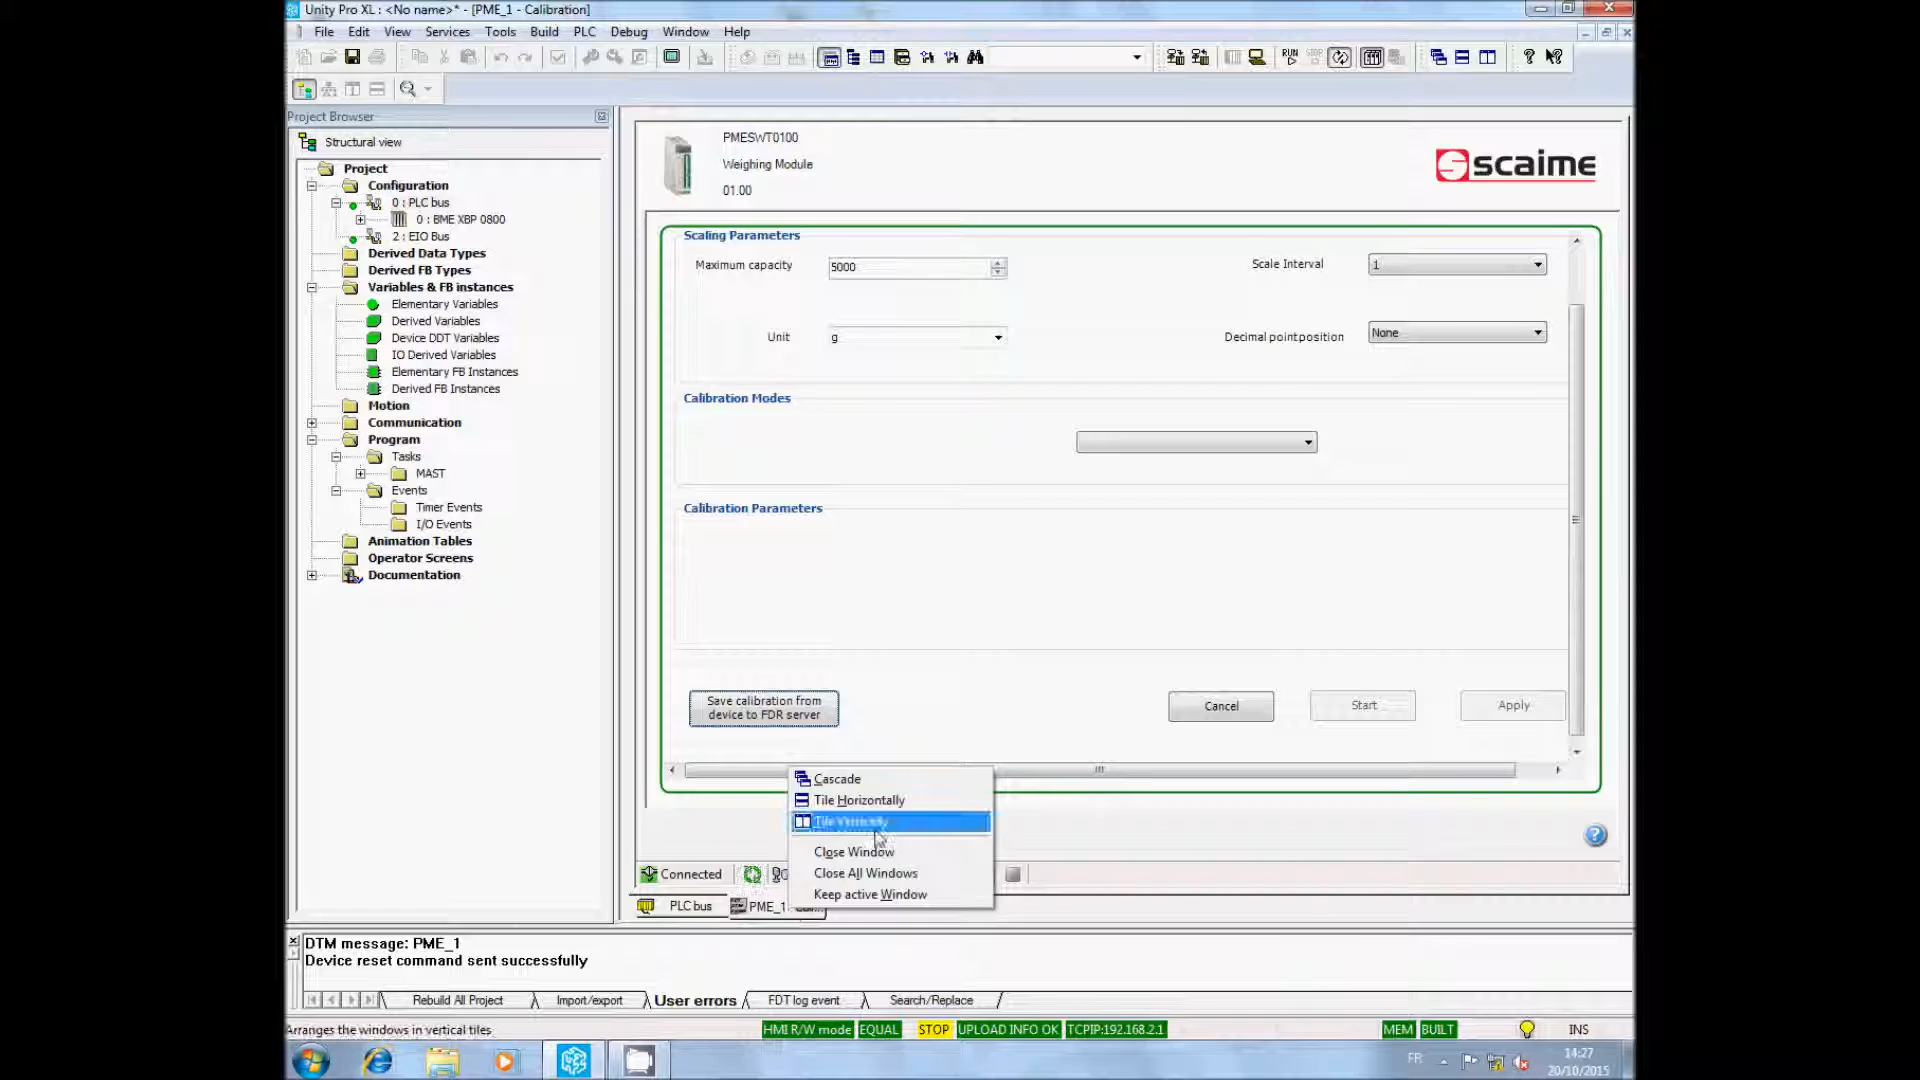 Unity Pro XL : <No name>* - [PME_1 - Calibration]
File Edit View Services Tools Build PLC Debug Window Help
RUN
STOP
Project Browser
Structural view
Project
Configuration
0 : PLC bus
0 : BME XBP 0800
2 : EIO Bus
Derived Data Types
Derived FB Types
Variables & FB instances
Elementary Variables
Derived Variables
Device DDT Variables
IO Derived Variables
Elementary FB Instances
Derived FB Instances
Motion
Communication
Program
Tasks
MAST
Events
Timer Events
I/O Events
Animation Tables
Operator Screens
Documentation
PMESWT0100
Weighing Module
01.00
scaime
Scaling Parameters
Maximum capacity 5000 Scale Interval 1
Unit g Decimal pointposition None
Calibration Modes
Calibration Parameters
Save calibration from
device to FDR server
Cancel Start Apply
Cascade
Tile Horizontally
Tile Vertically
Close Window
Close All Windows
Keep active Window
Connected
PLC bus PME_1
DTM message: PME_1
Device reset command sent successfully
Rebuild All Project Import/export User errors FDT log event Search/Replace
Arranges the windows in vertical tiles
HMI R/W mode EQUAL STOP UPLOAD INFO OK TCPIP:192.168.2.1 MEM BUILT INS
FR
14:27
20/10/2015